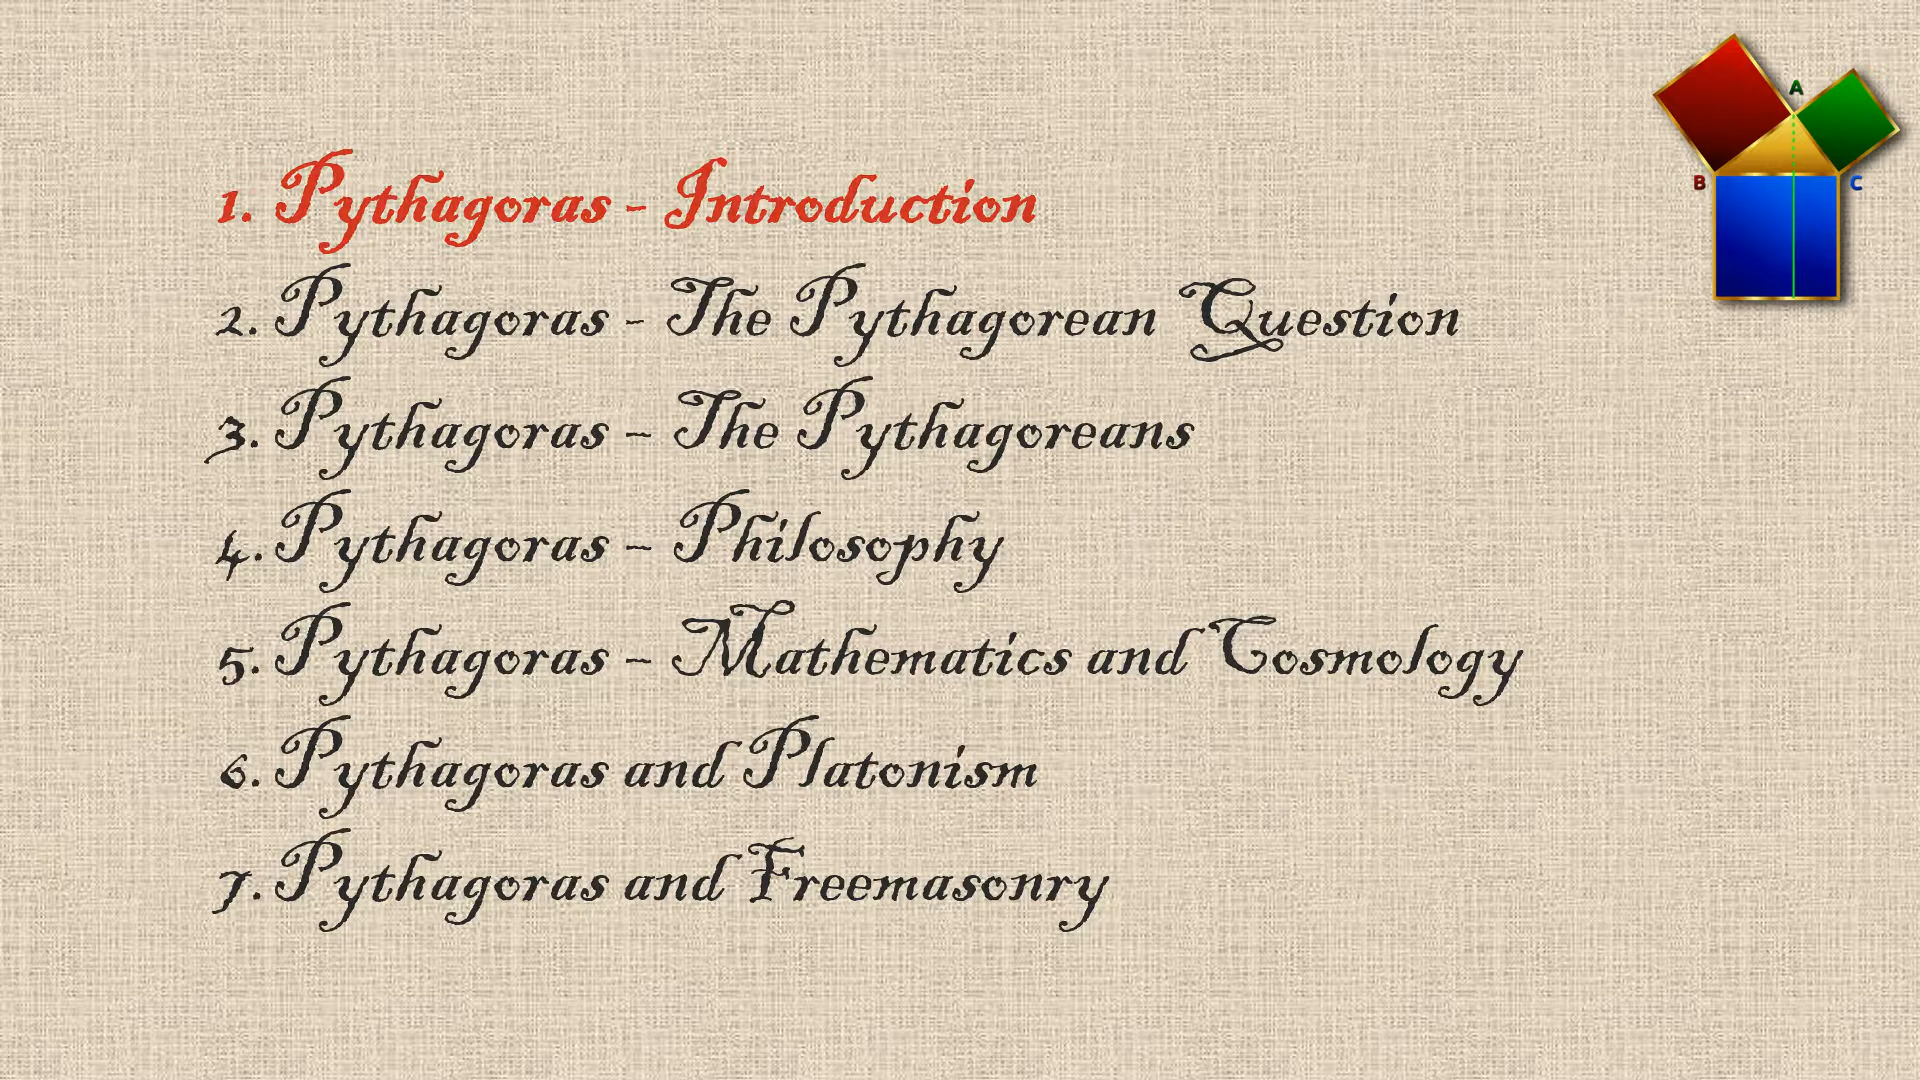 1. Pythagoras - Introduction
2. Pythagoras - The Pythagorean Question
3. Pythagoras – The Pythagoreans
4. Pythagoras – Philosophy
5. Pythagoras – Mathematics and Cosmology
6. Pythagoras and Platonism
7. Pythagoras and Freemasonry
A
B
C